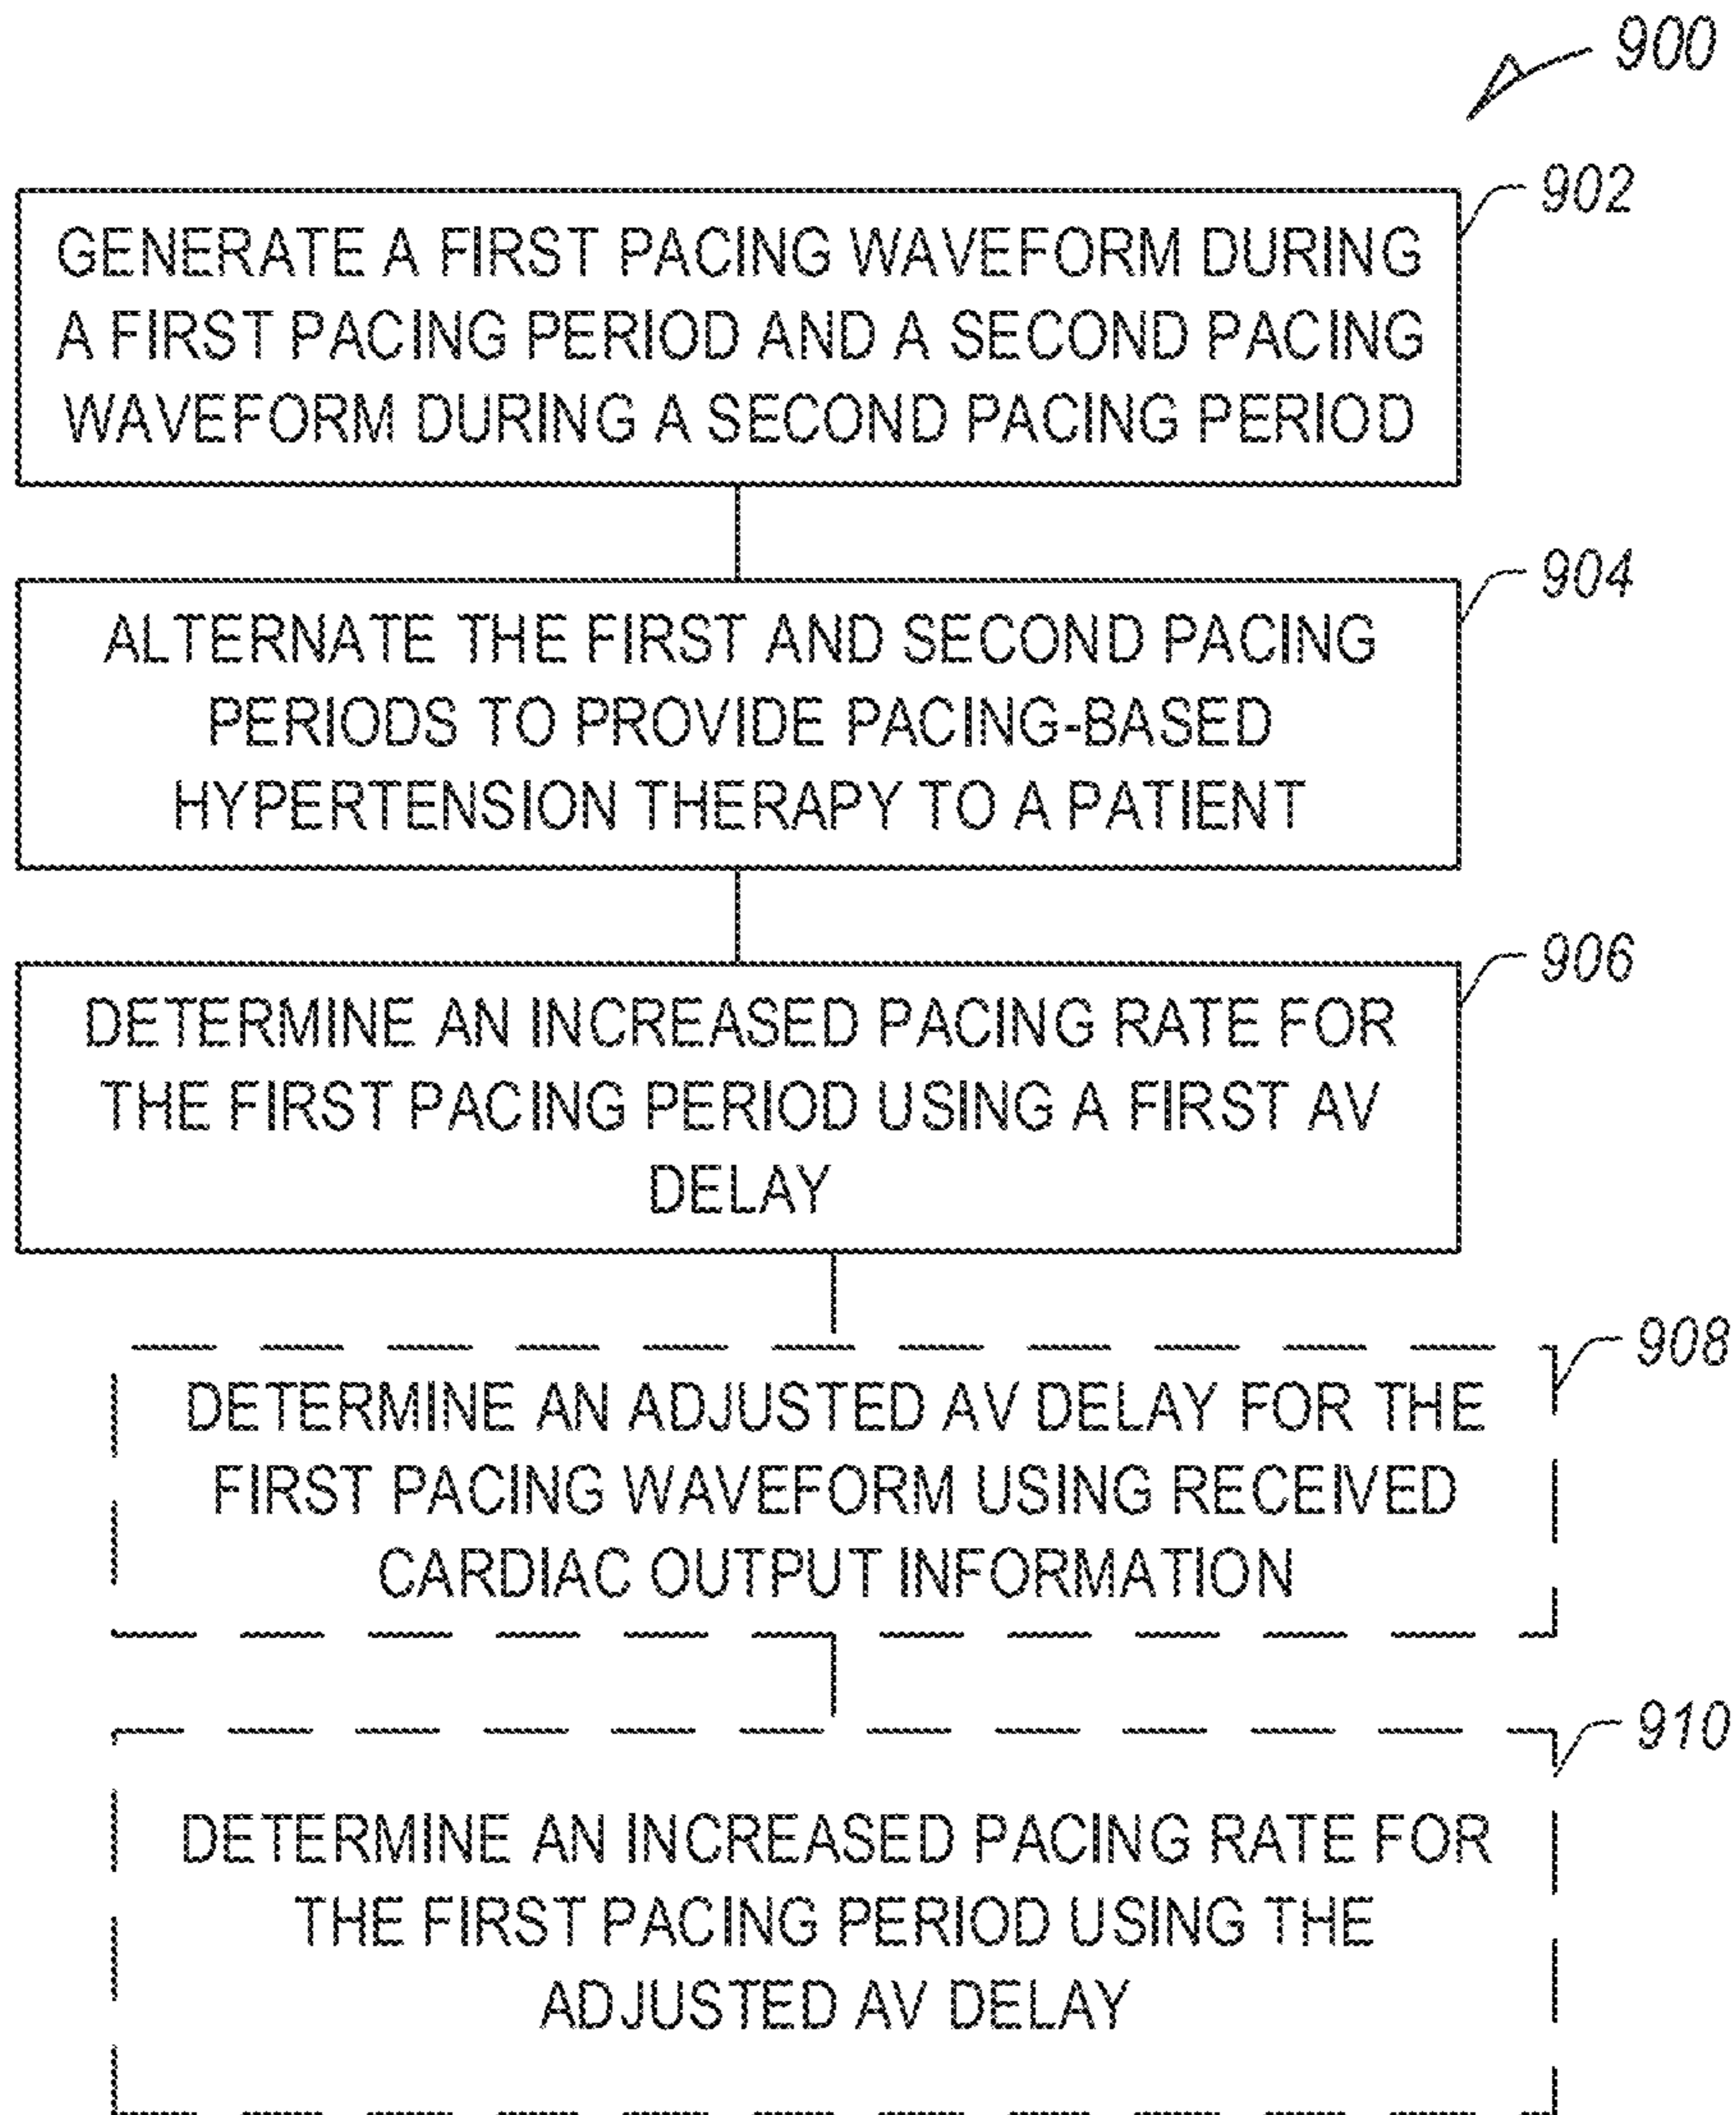 900
902
GENERATE A FIRST PACING WAVEFORM DURING
A FIRST PACING PERIOD AND A SECOND PACING
WAVEFORM DURING A SECOND PACING PERIOD
904
ALTERNATE THE FIRST AND SECOND PACING
PERIODS TO PROVIDE PACING-BASED
HYPERTENSION THERAPY TO A PATIENT
906
DETERMINE AN INCREASED PACING RATE FOR
THE FIRST PACING PERIOD USING A FIRST AV
DELAY
908
DETERMINE AN ADJUSTED AV DELAY FOR THE
FIRST PACING WAVEFORM USING RECEIVED
CARDIAC OUTPUT INFORMATION
910
DETERMINE AN INCREASED PACING RATE FOR
THE FIRST PACING PERIOD USING THE
ADJUSTED AV DELAY